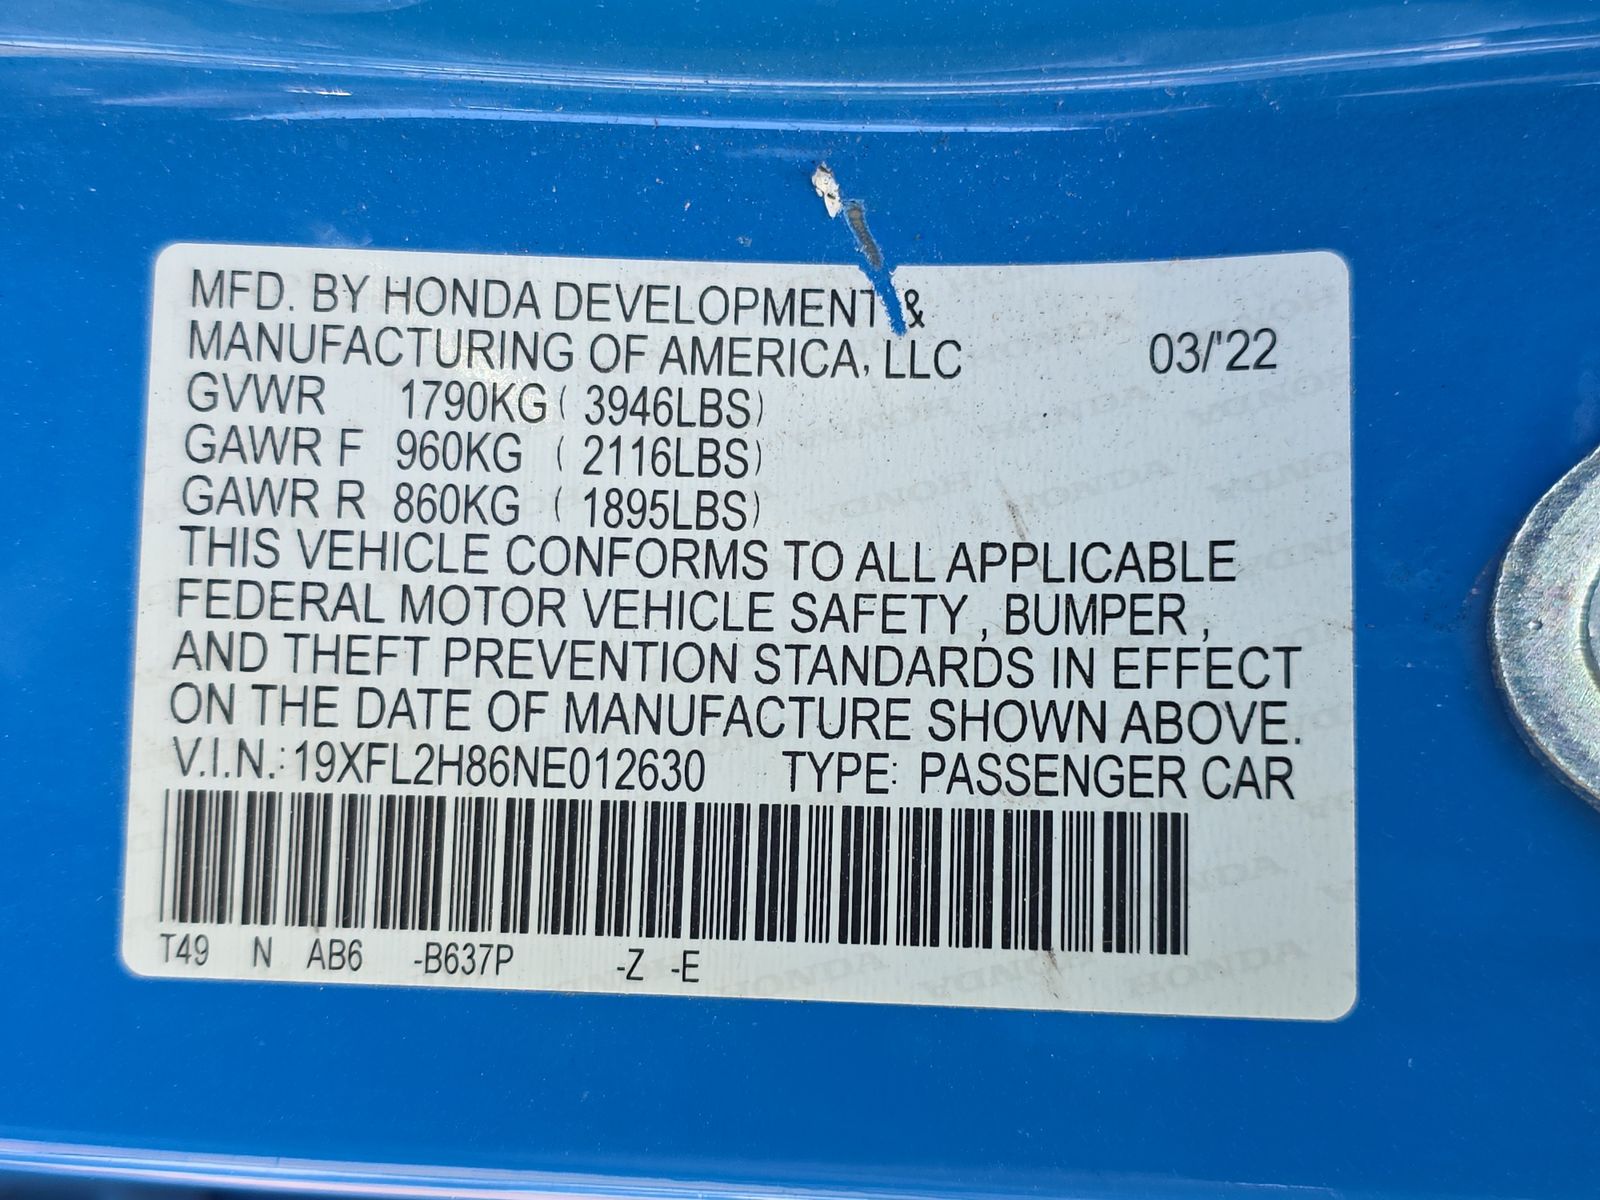 MFD. BY HONDA DEVELOPMENT &
MANUFACTURING OF AMERICA, LLC 03/'22
GVWR 1790KG ( 3946LBS)
GAWR F 960KG ( 2116LBS)
GAWR R 860KG ( 1895LBS)
THIS VEHICLE CONFORMS TO ALL APPLICABLE
FEDERAL MOTOR VEHICLE SAFETY , BUMPER ,
AND THEFT PREVENTION STANDARDS IN EFFECT
ON THE DATE OF MANUFACTURE SHOWN ABOVE.
V.I.N.: 19XFL2H86NE012630 TYPE: PASSENGER CAR
T49 N AB6 -B637P -Z -E